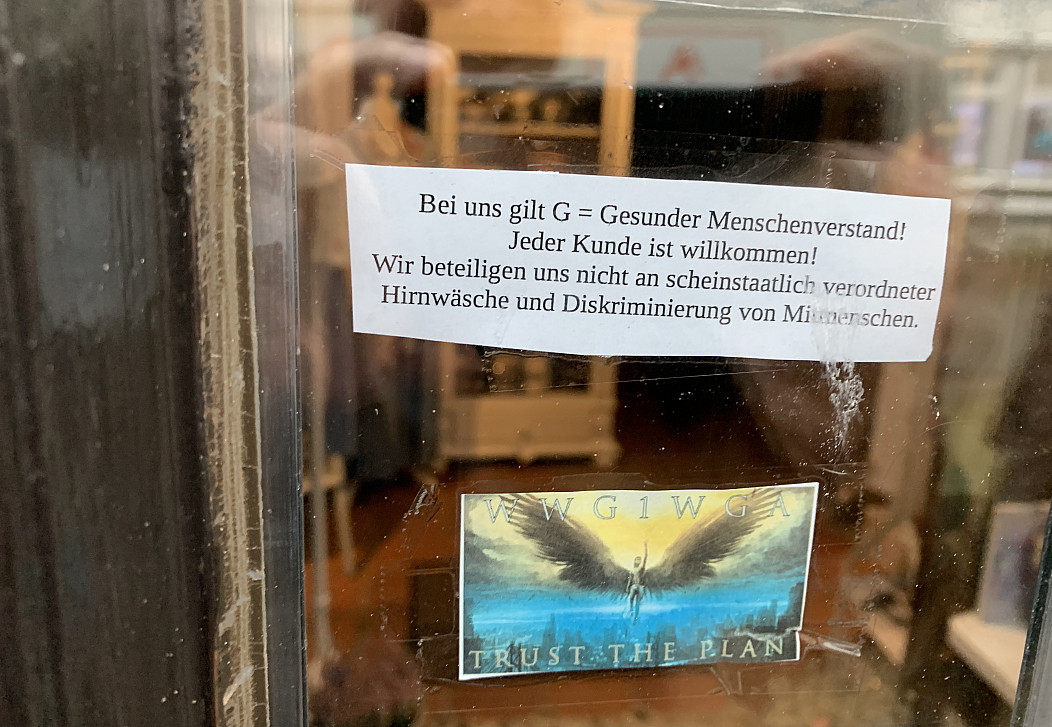 Bei uns gilt G = Gesunder Menschenverstand!
Jeder Kunde ist willkommen!
Wir beteiligen uns nicht an scheinstaatlich verordneter
Hirnwäsche und Diskriminierung von Mitmenschen.
WWG1WGA
TRUST THE PLAN